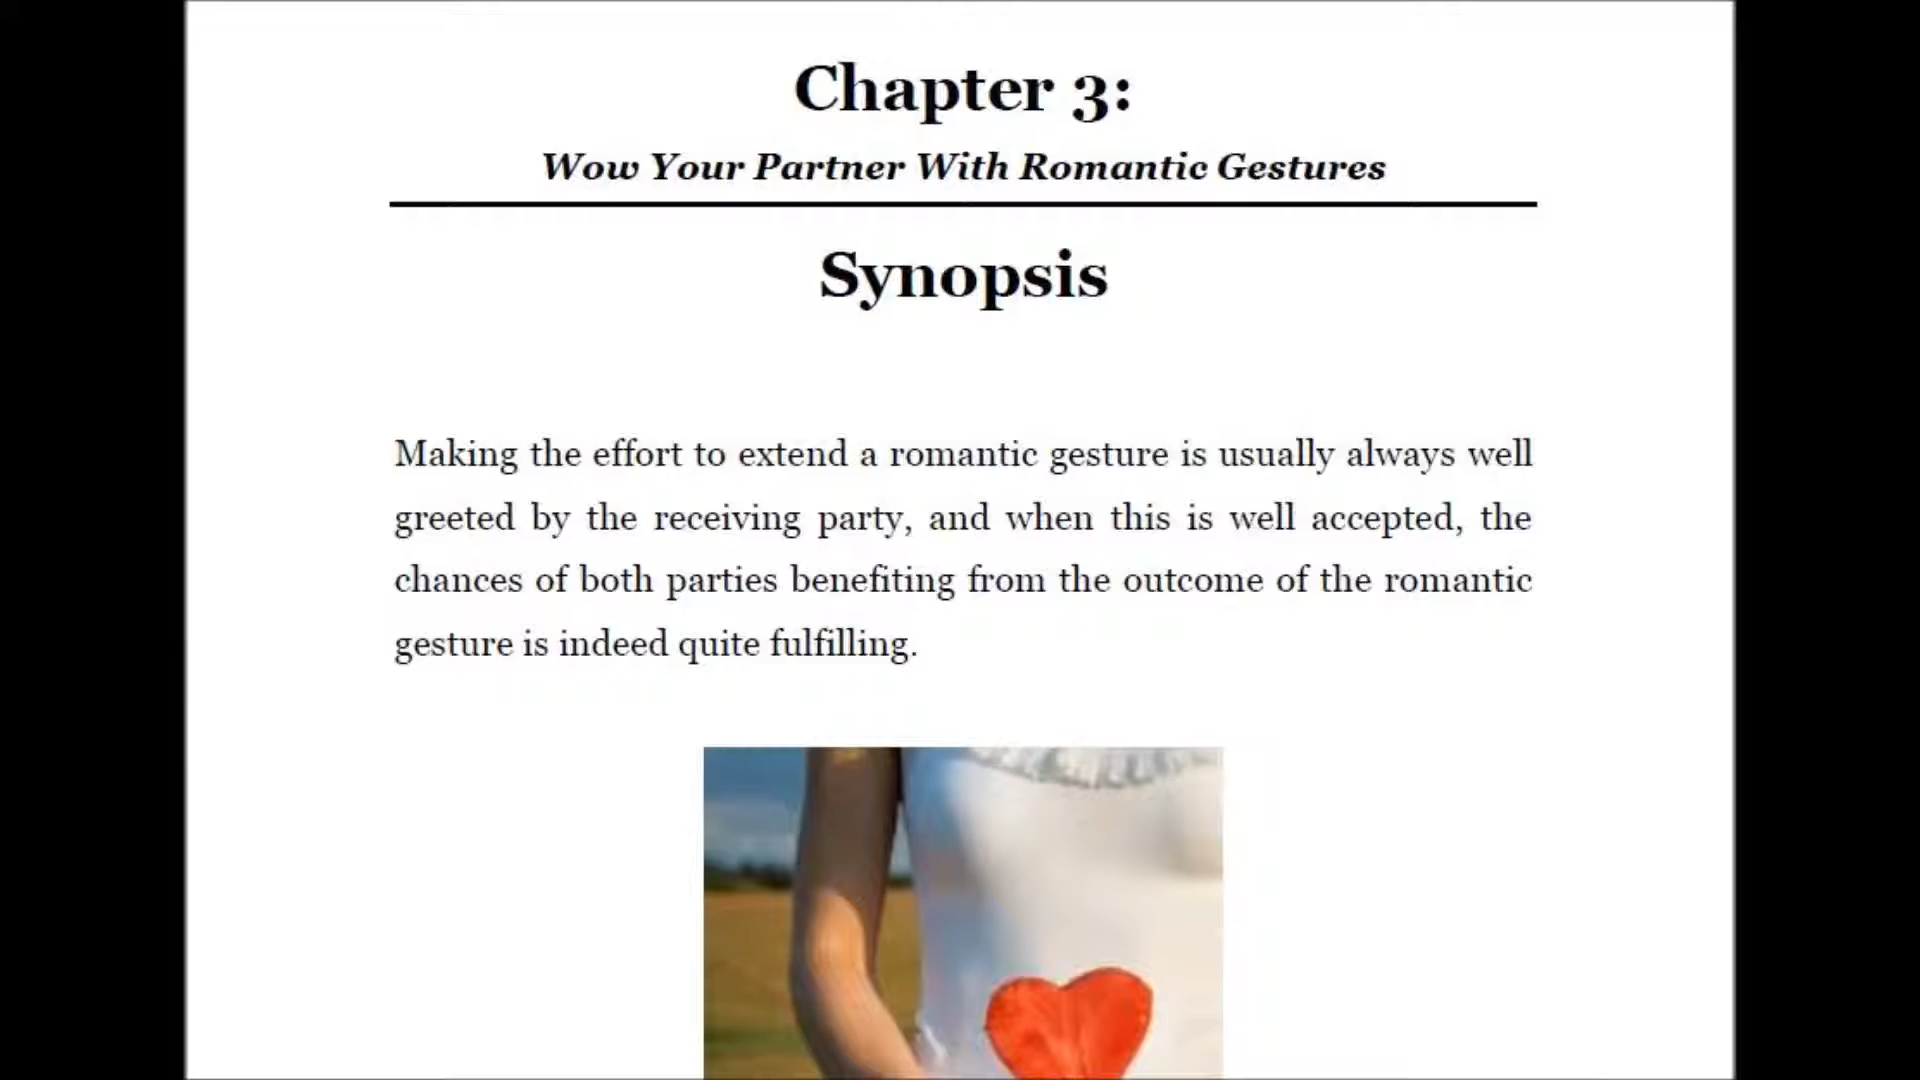 Chapter 3:
Wow Your Partner With Romantic Gestures
Synopsis
Making the effort to extend a romantic gesture is usually always well
greeted by the receiving party, and when this is well accepted, the
chances of both parties benefiting from the outcome of the romantic
gesture is indeed quite fulfilling.